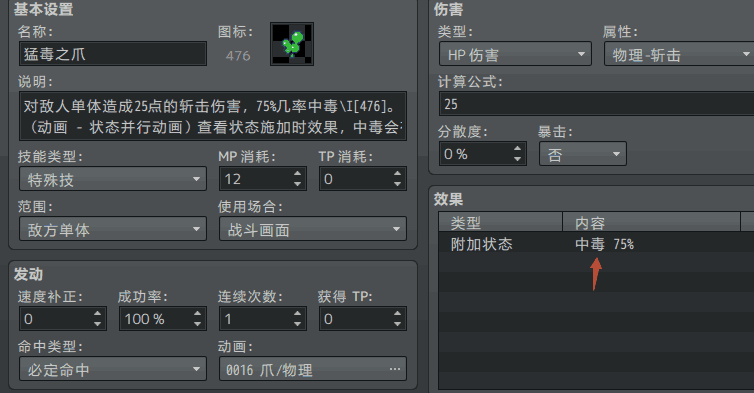 基本设置
名称:
图标:
猛毒之爪
476
说明:
对敌人单体造成25点的斩击伤害，75%几率中毒\I[476]。
（动画 - 状态并行动画）查看状态施加时效果，中毒会
技能类型:
MP 消耗:
TP 消耗:
特殊技
12
0
范围:
使用场合:
敌方单体
战斗画面
发动
速度补正:
成功率:
连续次数:
获得 TP:
0
100 %
1
0
命中类型:
动画:
必定命中
0016 爪/物理
...
伤害
类型:
属性:
HP 伤害
物理-斩击
计算公式:
25
分散度:
暴击:
0 %
否
效果
类型
内容
附加状态
中毒 75%